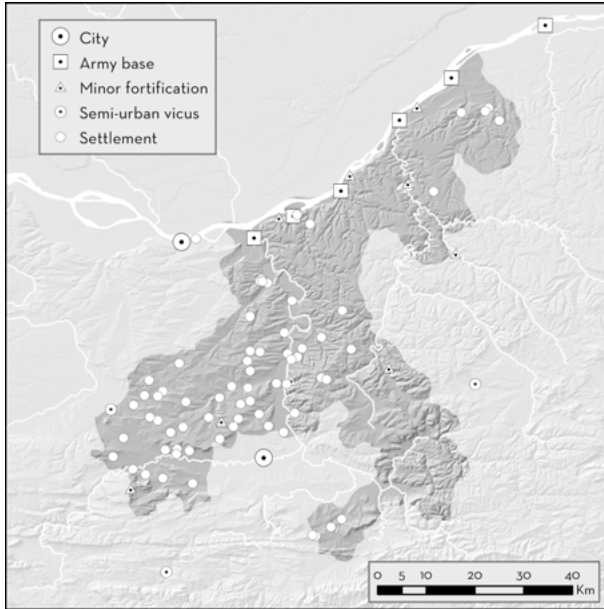 City
Army base
Minor fortification
Semi-urban vicus
Settlement
0 5 10 20 30 40
Km